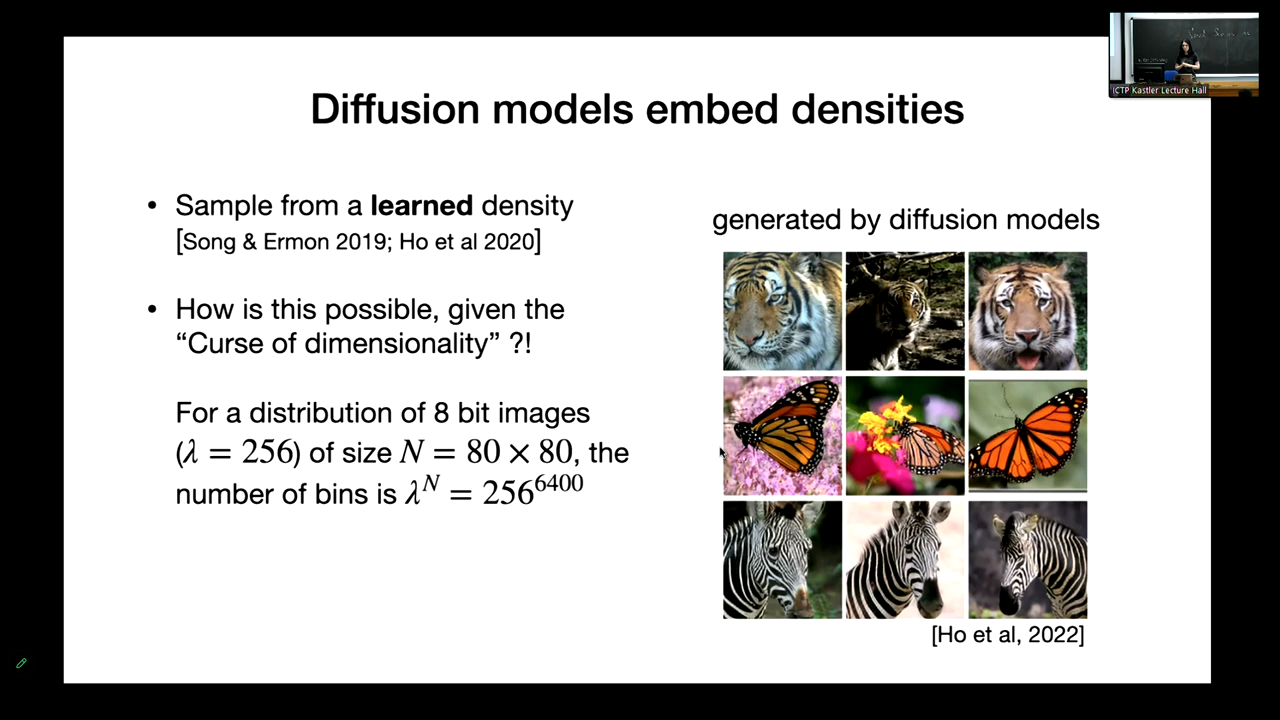 ICTP Kastler Lecture Hall
Diffusion models embed densities
• Sample from a learned density
[Song & Ermon 2019; Ho et al 2020]
• How is this possible, given the
“Curse of dimensionality” ?!
For a distribution of 8 bit images
(λ = 256) of size N = 80 × 80, the
number of bins is λ^N = 256^6400
generated by diffusion models
[Ho et al, 2022]